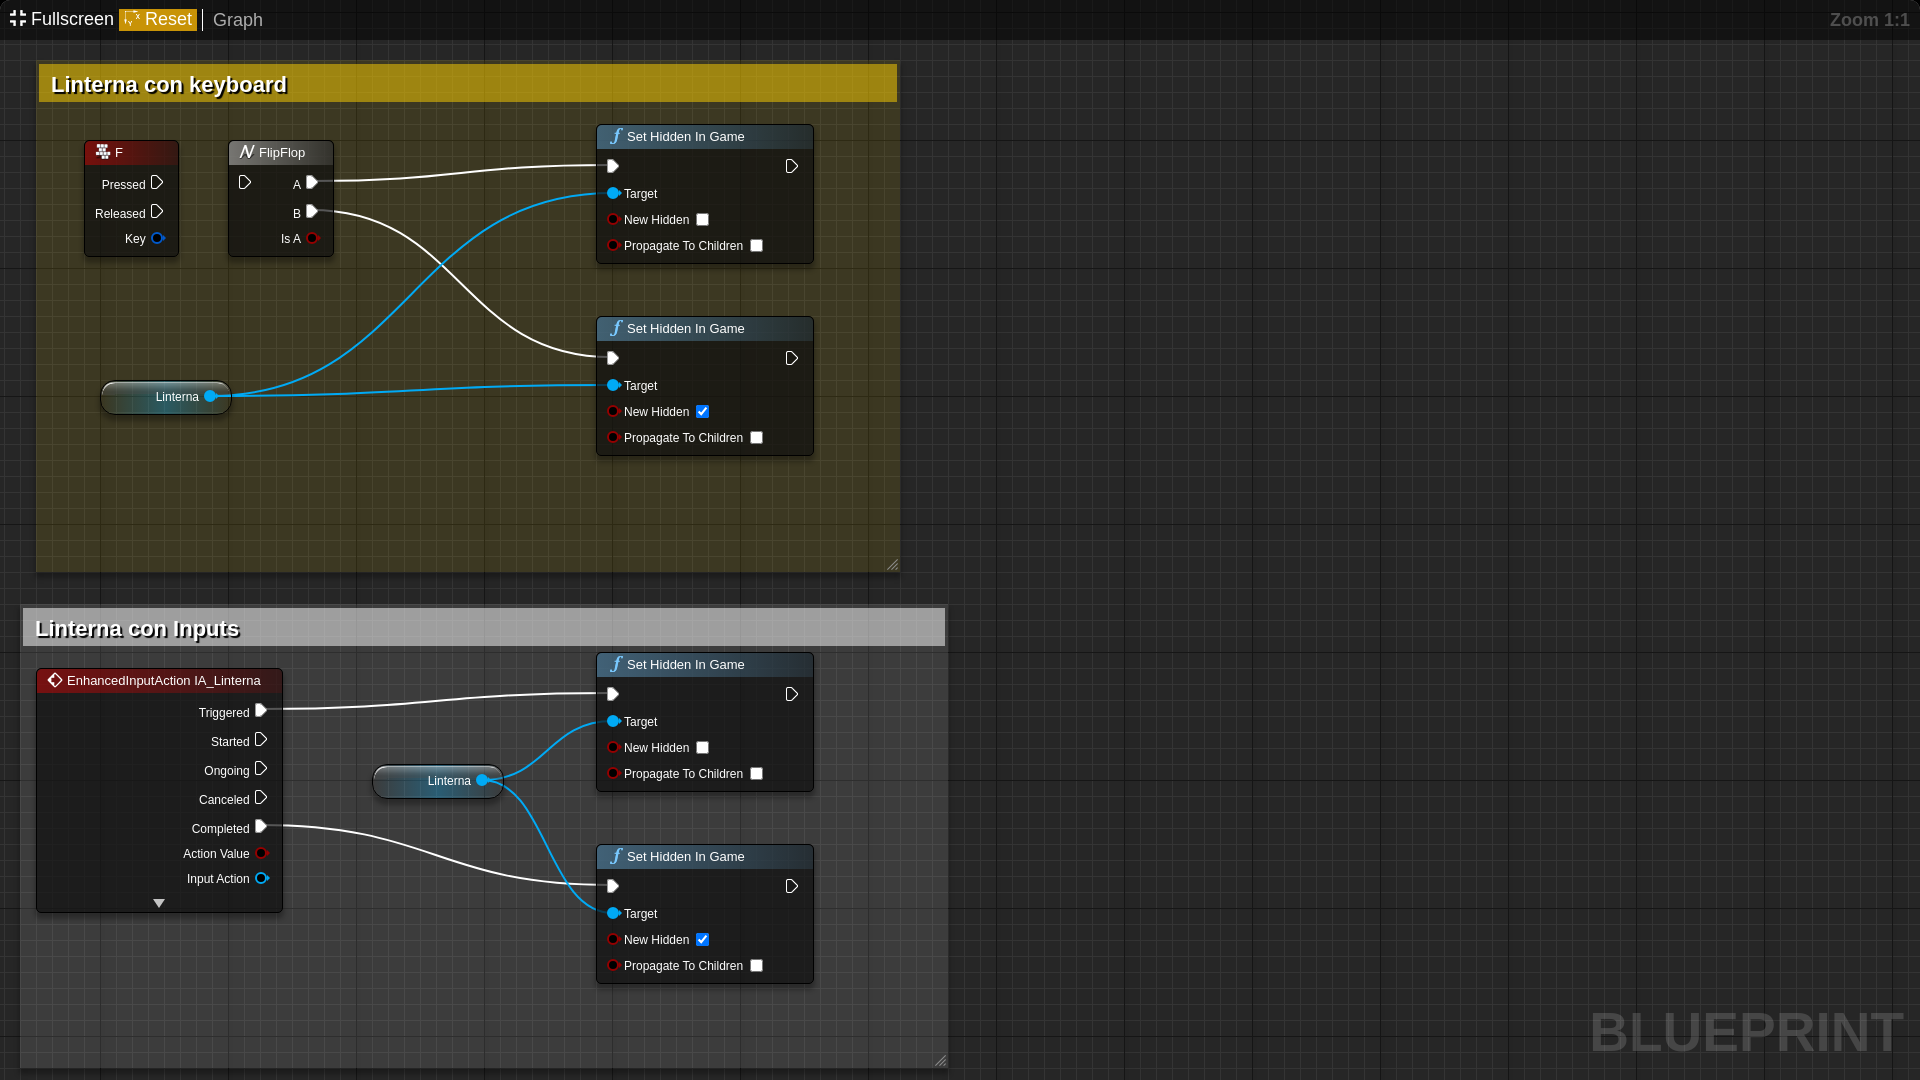 Fullscreen Reset Graph Zoom 1:1
Linterna con keyboard
F
Pressed
Released
Key
FlipFlop
A
B
Is A
Set Hidden In Game
Target
New Hidden
Propagate To Children
Set Hidden In Game
Target
New Hidden
Propagate To Children
Linterna
Linterna con Inputs
EnhancedInputAction IA_Linterna
Triggered
Started
Ongoing
Canceled
Completed
Action Value
Input Action
Linterna
Set Hidden In Game
Target
New Hidden
Propagate To Children
Set Hidden In Game
Target
New Hidden
Propagate To Children
BLUEPRINT